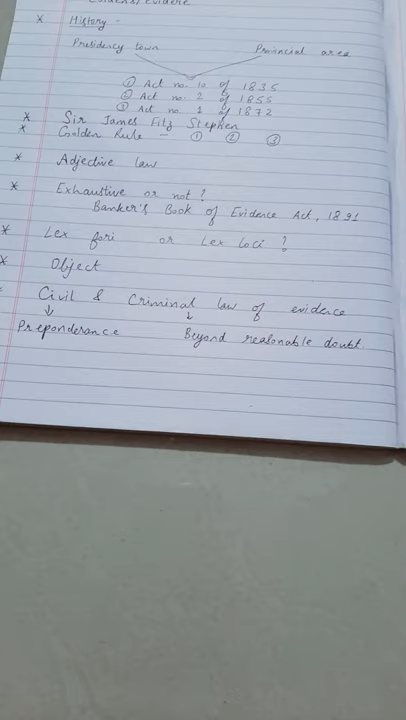 * History -
Presidency town Provincial area
① Act no. 10 of 1835
② Act no. 2 of 1855
③ Act no. 1 of 1872
* Sir James Fitz Stephen
* Golden Rule - ① ② ③
* Adjective law
* Exhaustive or not?
Banker's Book of Evidence Act, 1891
* Lex fori or Lex loci?
* Object
Civil & Criminal law of evidence
Preponderance Beyond reasonable doubt